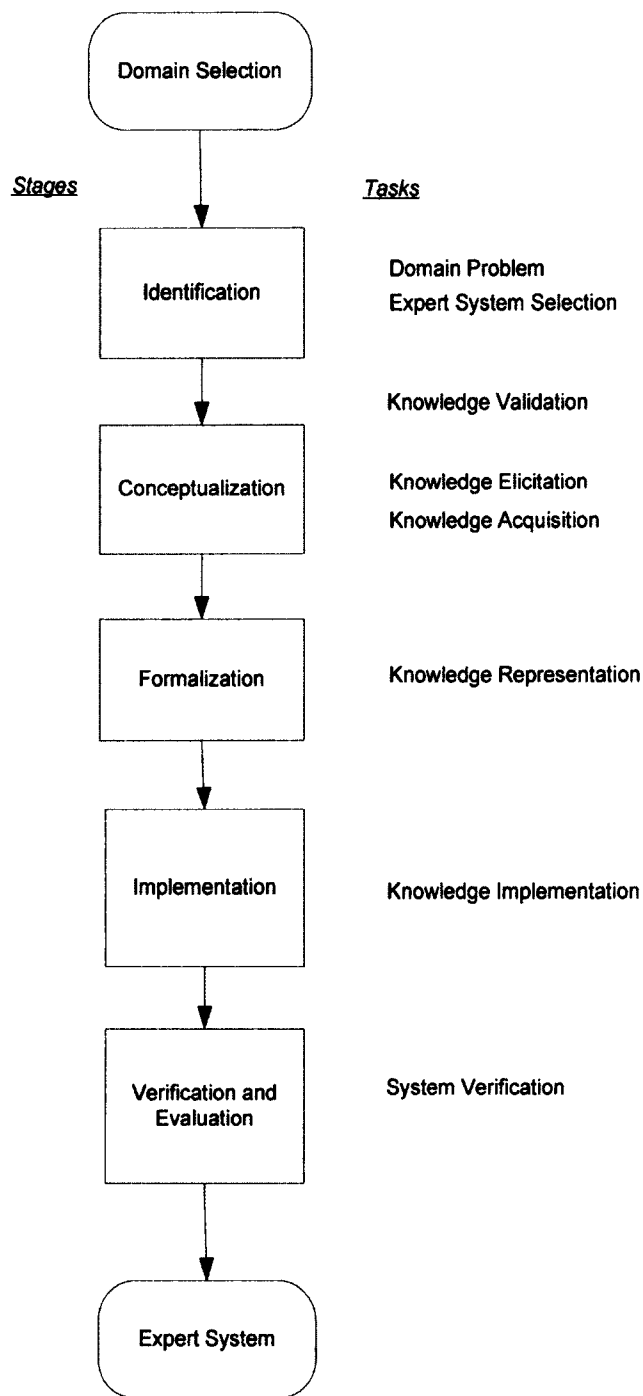 Domain Selection
Stages
Tasks
Identification
Domain Problem
Expert System Selection
Knowledge Validation
Conceptualization
Knowledge Elicitation
Knowledge Acquisition
Formalization
Knowledge Representation
Implementation
Knowledge Implementation
Verification and
Evaluation
System Verification
Expert System